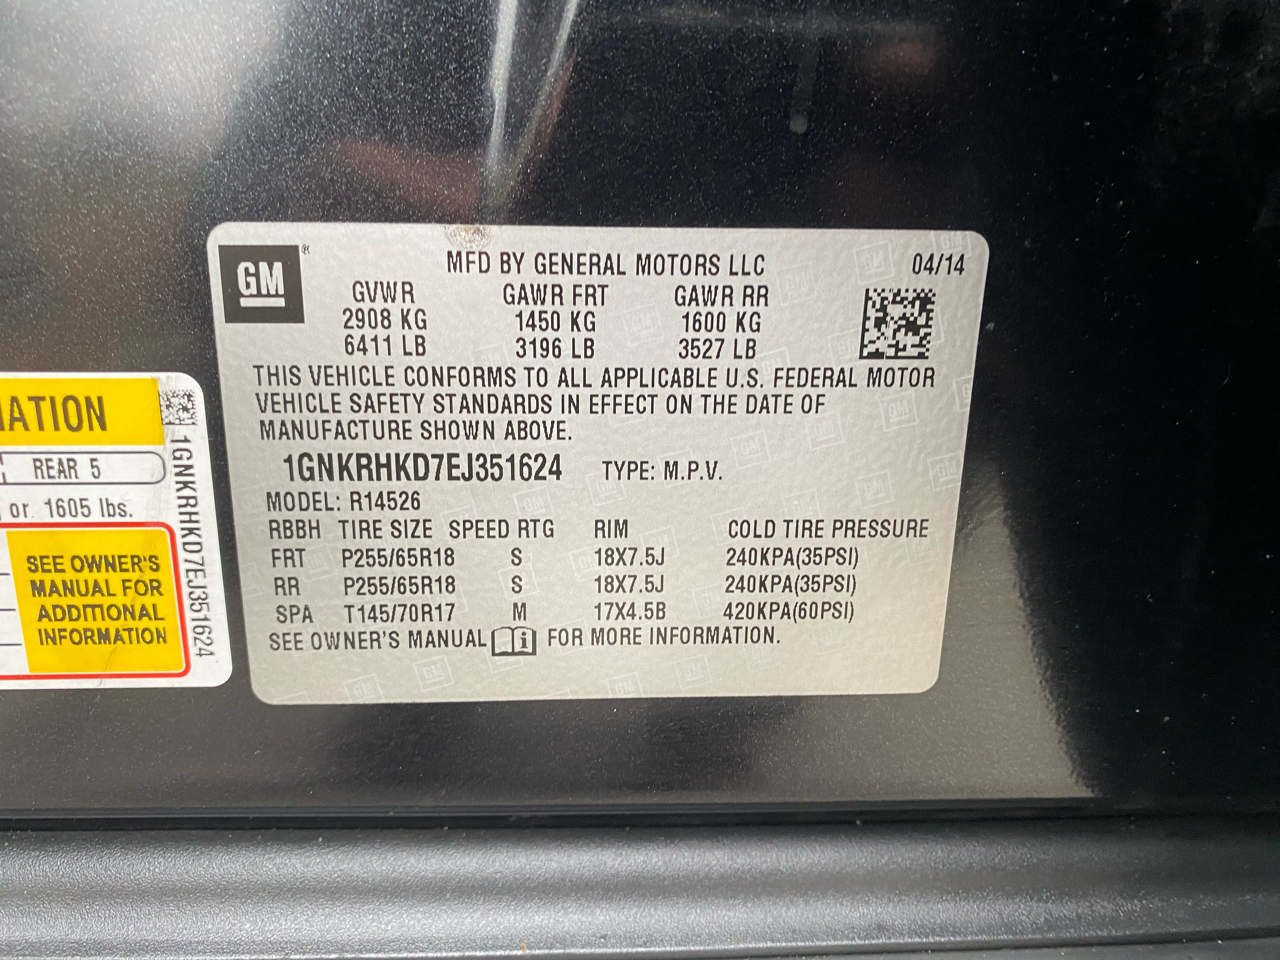 GM
MFD BY GENERAL MOTORS LLC 04/14
GVWR GAWR FRT GAWR RR
2908 KG 1450 KG 1600 KG
6411 LB 3196 LB 3527 LB
THIS VEHICLE CONFORMS TO ALL APPLICABLE U.S. FEDERAL MOTOR
VEHICLE SAFETY STANDARDS IN EFFECT ON THE DATE OF
MANUFACTURE SHOWN ABOVE.
1GNKRHKD7EJ351624 TYPE: M.P.V.
MODEL: R14526
RBBH TIRE SIZE SPEED RTG RIM COLD TIRE PRESSURE
FRT P255/65R18 S 18X7.5J 240KPA(35PSI)
RR P255/65R18 S 18X7.5J 240KPA(35PSI)
SPA T145/70R17 M 17X4.5B 420KPA(60PSI)
SEE OWNER'S MANUAL i FOR MORE INFORMATION.
MATION
REAR 5
or 1605 lbs.
SEE OWNER'S
MANUAL FOR
ADDITIONAL
INFORMATION
1GNKRHKD7EJ351624